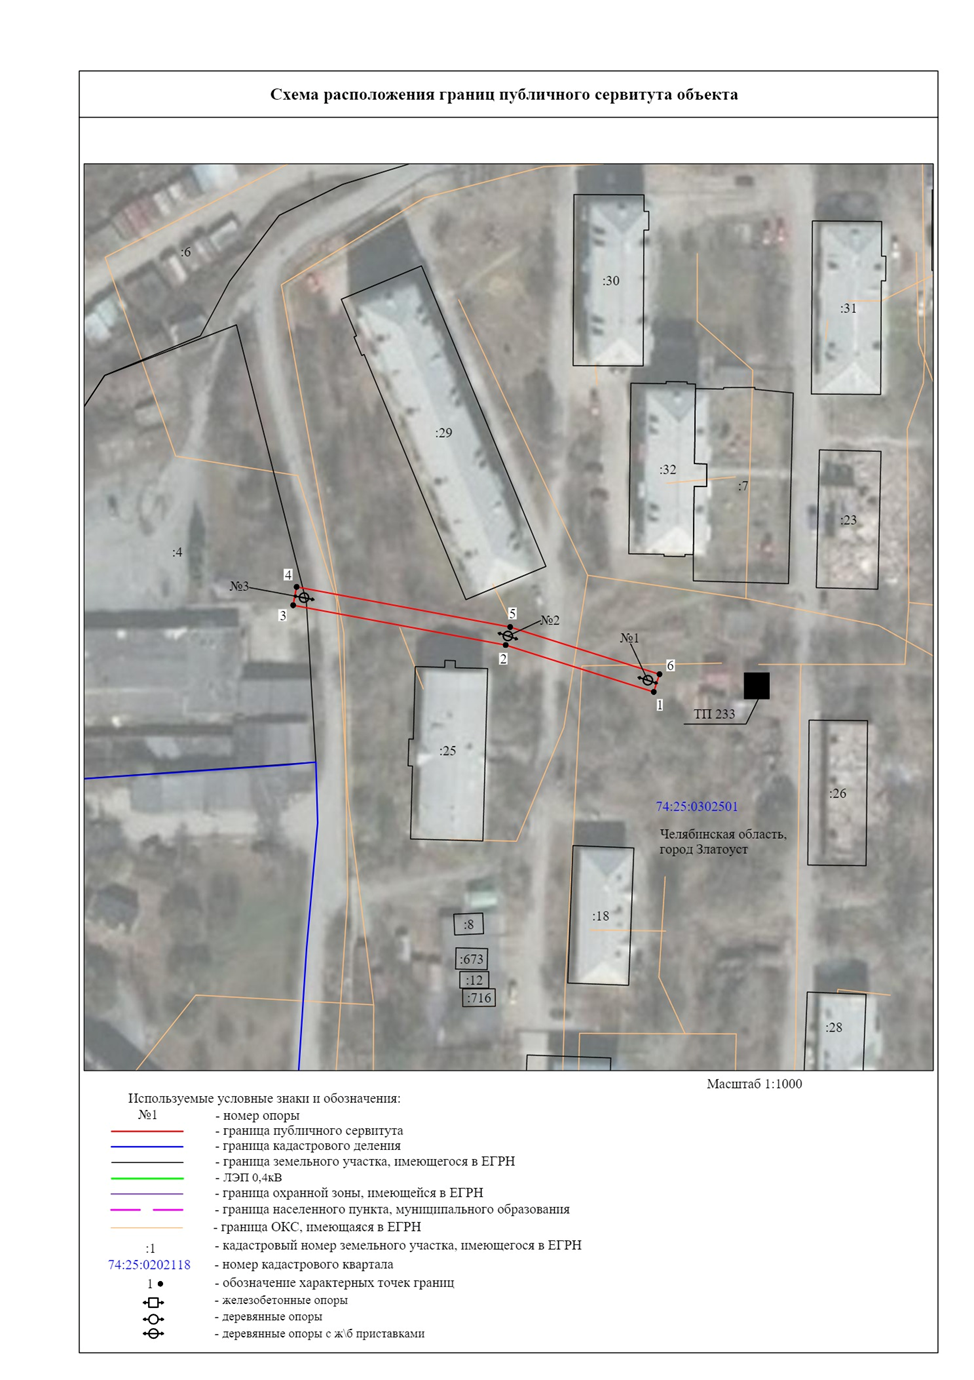 Схема расположения границ публичного сервитута объекта
:6
:30
:31
:29
:32
:7
:23
:4
4
№3
3
5
№2
2
№1
6
1
ТП 233
:25
:26
74:25:0302501
Челябинская область,
город Златоуст
:18
:8
:673
:12
:716
:28
Масштаб 1:1000
Используемые условные знаки и обозначения:
№1 - номер опоры
- граница публичного сервитута
- граница кадастрового деления
- граница земельного участка, имеющегося в ЕГРН
- ЛЭП 0,4кВ
- граница охранной зоны, имеющейся в ЕГРН
- граница населенного пункта, муниципального образования
- граница ОКС, имеющаяся в ЕГРН
:1 - кадастровый номер земельного участка, имеющегося в ЕГРН
74:25:0202118 - номер кадастрового квартала
1 - обозначение характерных точек границ
- железобетонные опоры
- деревянные опоры
- деревянные опоры с ж\б приставками